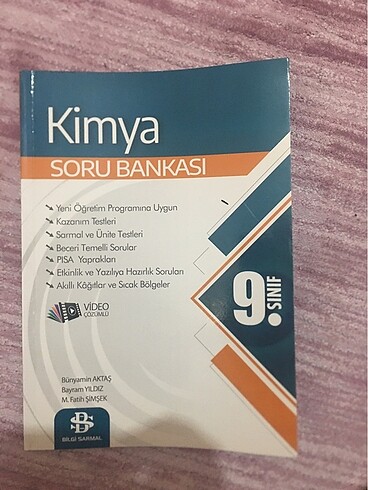 Kimya
SORU BANKASI
Yeni Öğretim Programına Uygun
Kazanım Testleri
Sarmal ve Ünite Testleri
Beceri Temelli Sorular
PISA Yaprakları
Etkinlik ve Yazılıya Hazırlık Soruları
Akıllı Kâğıtlar ve Sıcak Bölgeler
9. SINIF
VİDEO
ÇÖZÜMLÜ
Bünyamin AKTAŞ
Bayram YILDIZ
M. Fatih ŞİMŞEK
BS
BİLGİ SARMAL